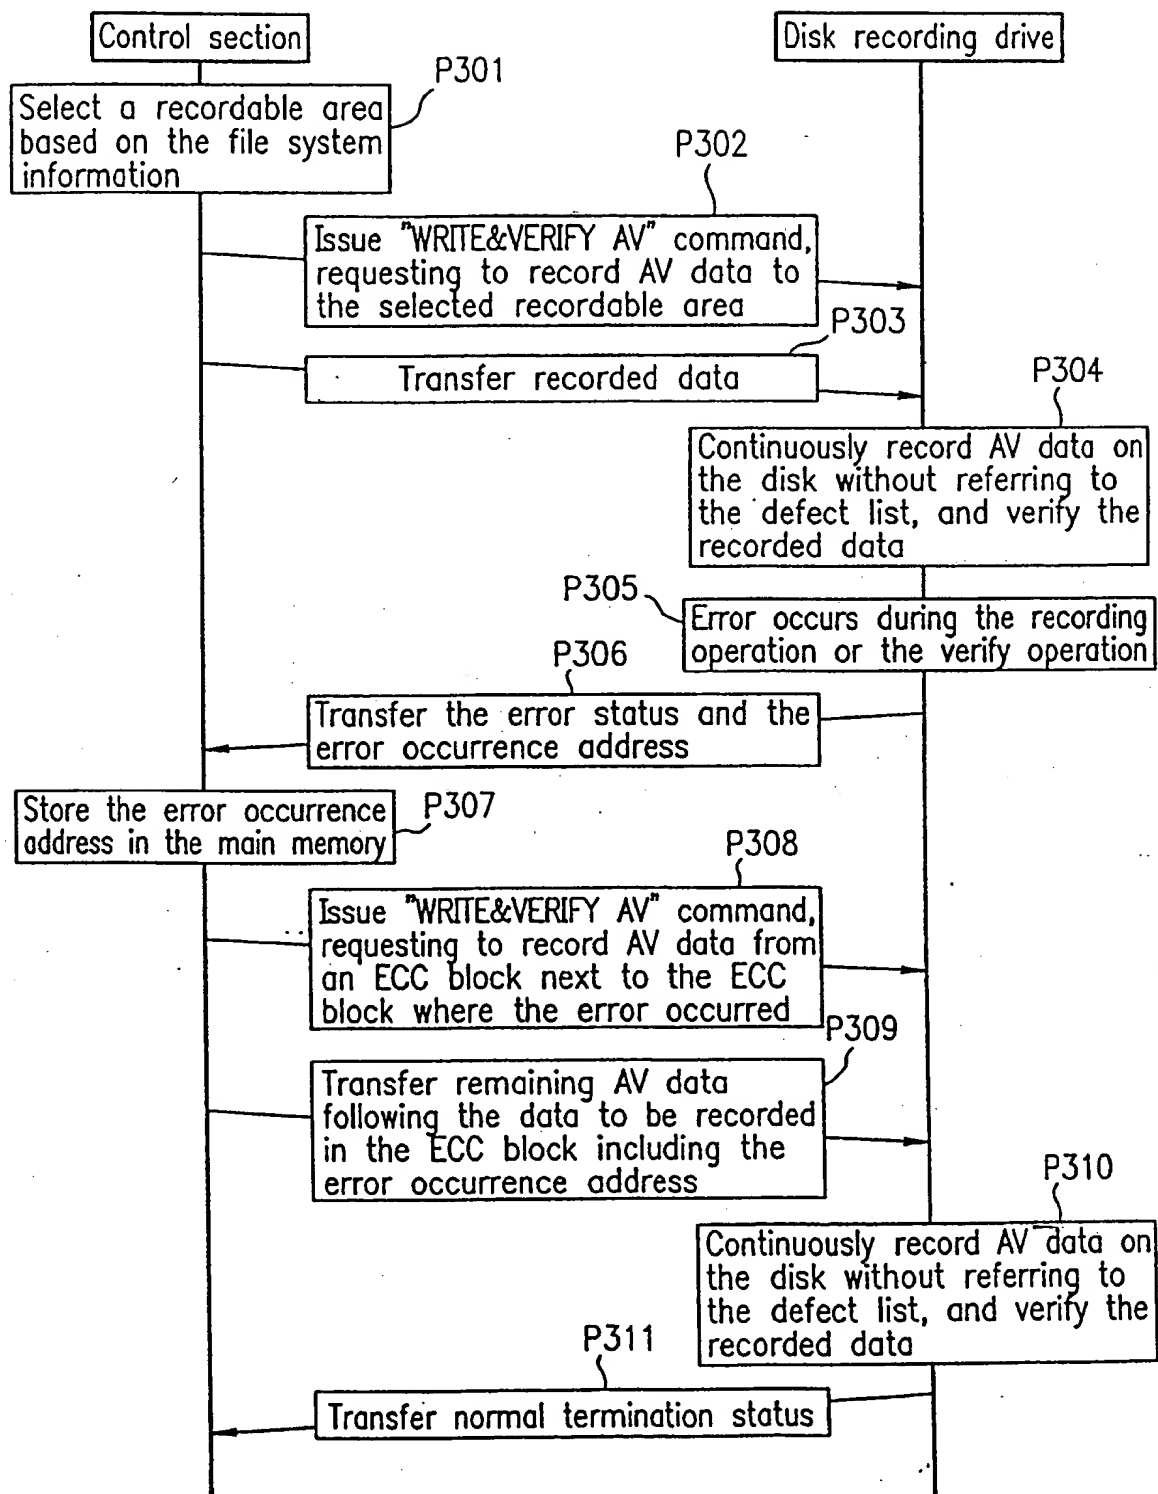 Control section
Disk recording drive
P301
Select a recordable area
based on the file system
information
P302
Issue "WRITE&VERIFY AV" command,
requesting to record AV data to
the selected recordable area
P303
Transfer recorded data
P304
Continuously record AV data on
the disk without referring to
the defect list, and verify the
recorded data
P305
Error occurs during the recording
operation or the verify operation
P306
Transfer the error status and the
error occurrence address
Store the error occurrence
address in the main memory
P307
P308
Issue "WRITE&VERIFY AV" command,
requesting to record AV data from
an ECC block next to the ECC
block where the error occurred
P309
Transfer remaining AV data
following the data to be recorded
in the ECC block including the
error occurrence address
P310
Continuously record AV data on
the disk without referring to
the defect list, and verify the
recorded data
P311
Transfer normal termination status